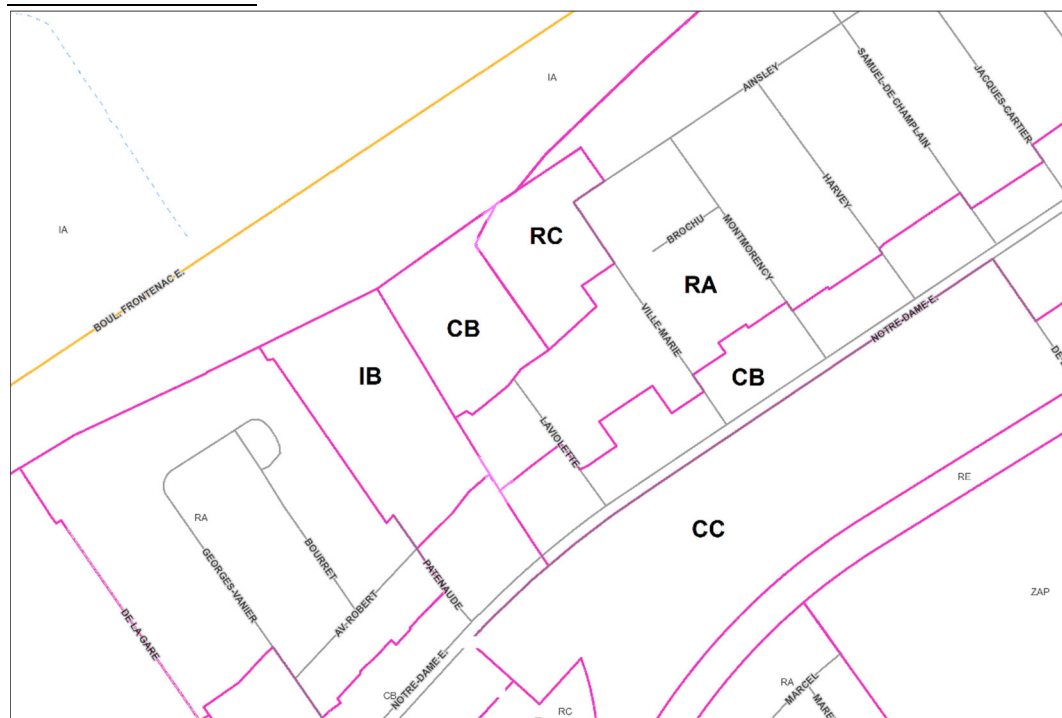 IA
AINSLEY
SAMUEL-DE-CHAMPLAIN
JACQUES-CARTIER
IA
BOUL. FRONTENAC E.
RC
BROCHU
MONTMORENCY
HARVEY
RA
CB
VILLE-MARIE
NOTRE-DAME E.
IB
CB
LAVIOLETTE
RA
GEORGES-VANIER
BOURRET
AV. ROBERT
PATENAUDE
DE LA GARE
CC
RE
ZAP
CB
NOTRE-DAME E.
RC
RA
MARCEL